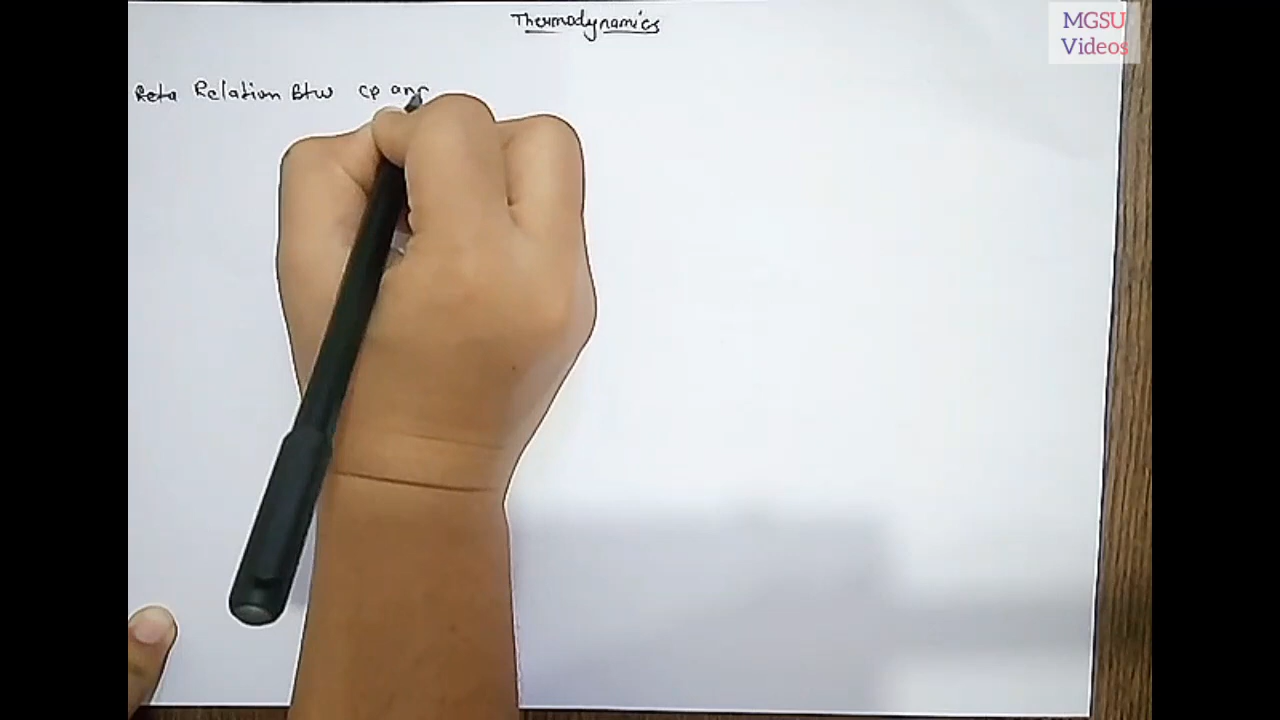 Thermodynamics
MGSU
Videos
Reta Relation Btw cp an